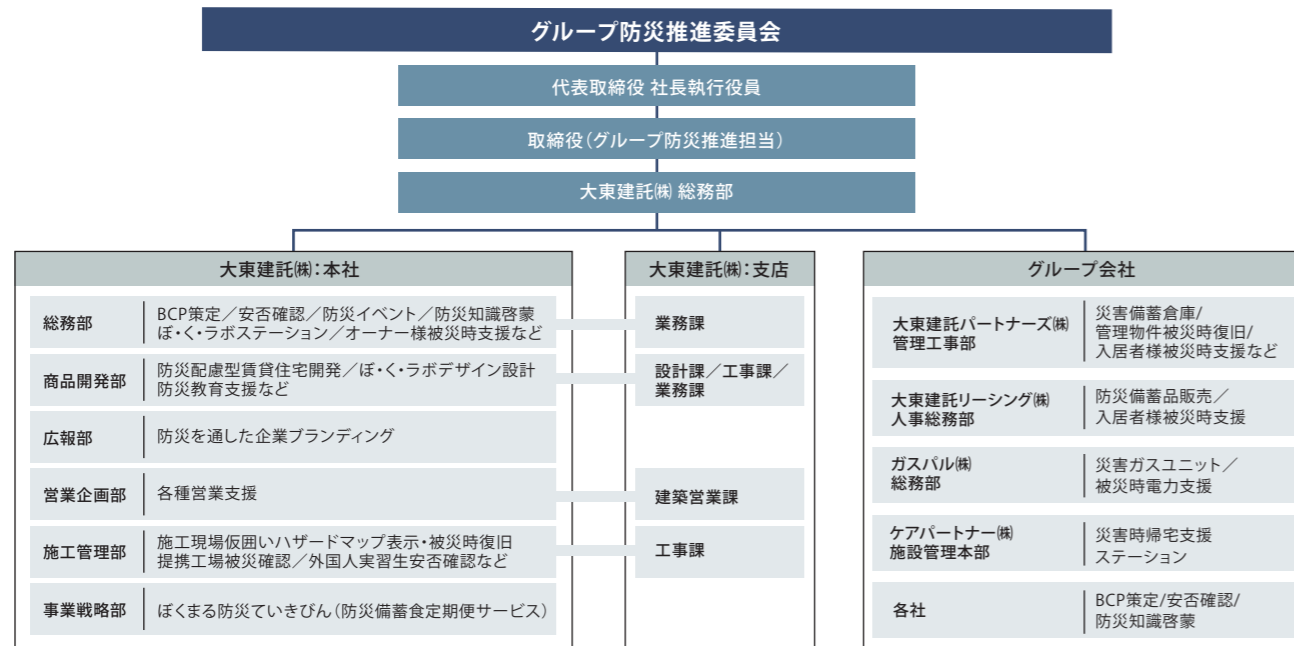 グループ防災推進委員会
代表取締役 社長執行役員
取締役（グループ防災推進担当）
大東建託㈱ 総務部
大東建託㈱：本社
総務部
BCP策定／安否確認／防災イベント／防災知識啓蒙
ぼ・く・ラボステーション／オーナー様被災時支援など
商品開発部
防災配慮型賃貸住宅開発／ぼ・く・ラボデザイン設計
防災教育支援など
広報部
防災を通した企業ブランディング
営業企画部
各種営業支援
施工管理部
施工現場仮囲いハザードマップ表示・被災時復旧
提携工場被災確認／外国人実習生安否確認など
事業戦略部
ぼくまる防災ていきびん（防災備蓄食定期便サービス）
大東建託㈱：支店
業務課
設計課／工事課／
業務課
建築営業課
工事課
グループ会社
大東建託パートナーズ㈱
管理工事部
災害備蓄倉庫/
管理物件被災時復旧/
入居者様被災時支援など
大東建託リーシング㈱
人事総務部
防災備蓄品販売／
入居者様被災時支援
ガスパル㈱
総務部
災害ガスユニット／
被災時電力支援
ケアパートナー㈱
施設管理本部
災害時帰宅支援
ステーション
各社
BCP策定/安否確認/
防災知識啓蒙